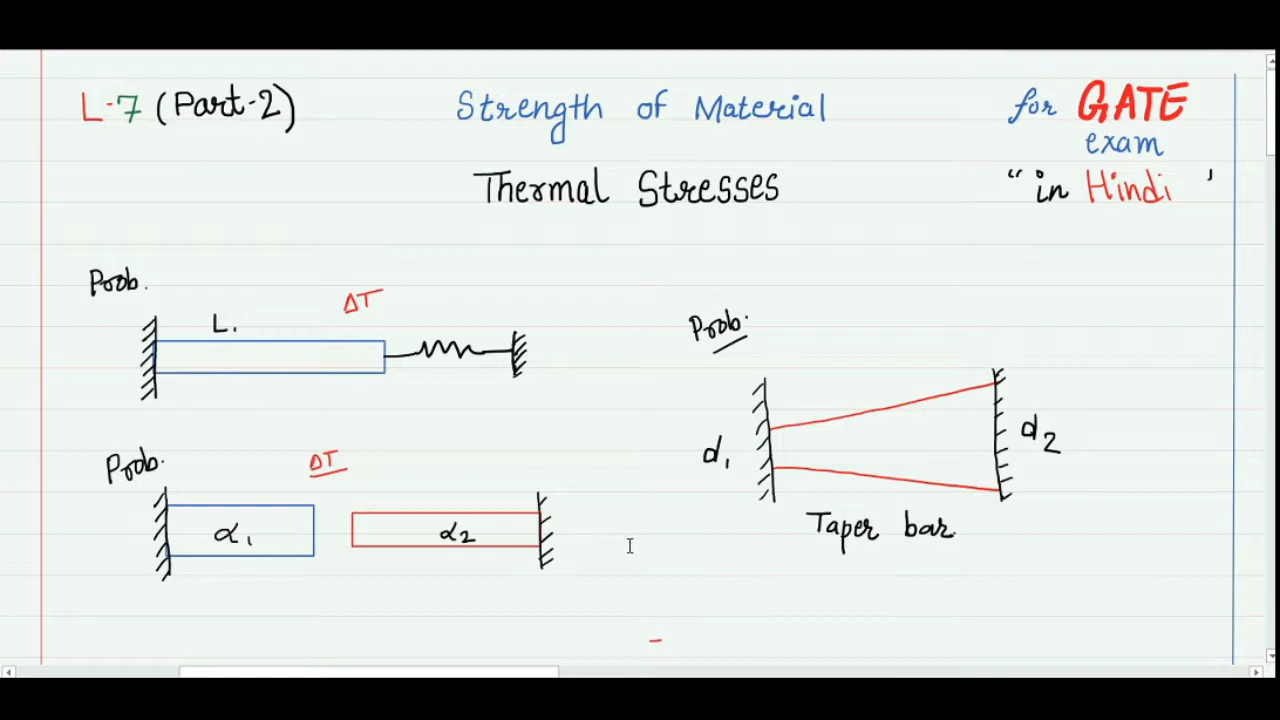 L-7 (Part-2)
Strength of Material
for GATE
exam
Thermal Stresses
"in Hindi '
Prob.
ΔT
L.
Prob.
d1
d2
Taper bar.
Prob.
ΔT
α1
α2